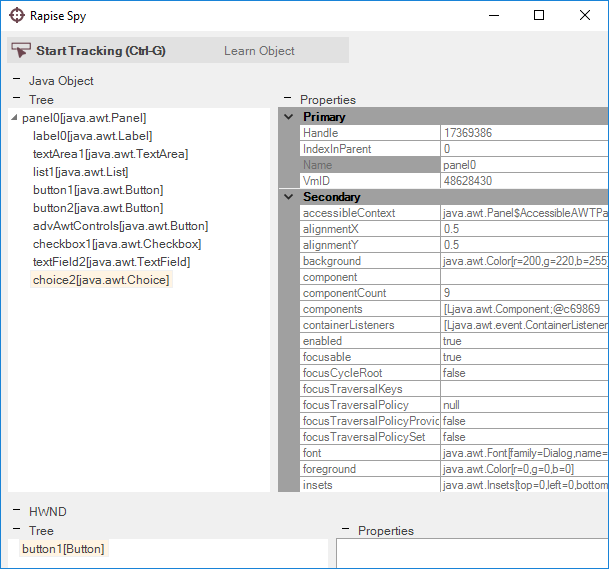 Rapise Spy
Start Tracking (Ctrl-G) Learn Object
Java Object
Tree
panel0[java.awt.Panel]
label0[java.awt.Label]
textArea1[java.awt.TextArea]
list1[java.awt.List]
button1[java.awt.Button]
button2[java.awt.Button]
advAwtControls[java.awt.Button]
checkbox1[java.awt.Checkbox]
textField2[java.awt.TextField]
choice2[java.awt.Choice]
Properties
Primary
Handle 17369386
IndexInParent 0
Name panel0
VmID 48628430
Secondary
accessibleContext java.awt.Panel$AccessibleAWTPa
alignmentX 0.5
alignmentY 0.5
background java.awt.Color[r=200,g=220,b=255]
component
componentCount 9
components [Ljava.awt.Component;@c69869
containerListeners [Ljava.awt.event.ContainerListener
enabled true
focusable true
focusCycleRoot false
focusTraversalKeys
focusTraversalPolicy null
focusTraversalPolicyProvid false
focusTraversalPolicySet false
font java.awt.Font[family=Dialog,name=
foreground java.awt.Color[r=0,g=0,b=0]
insets java.awt.Insets[top=0,left=0,bottom
HWND
Tree
button1[Button]
Properties